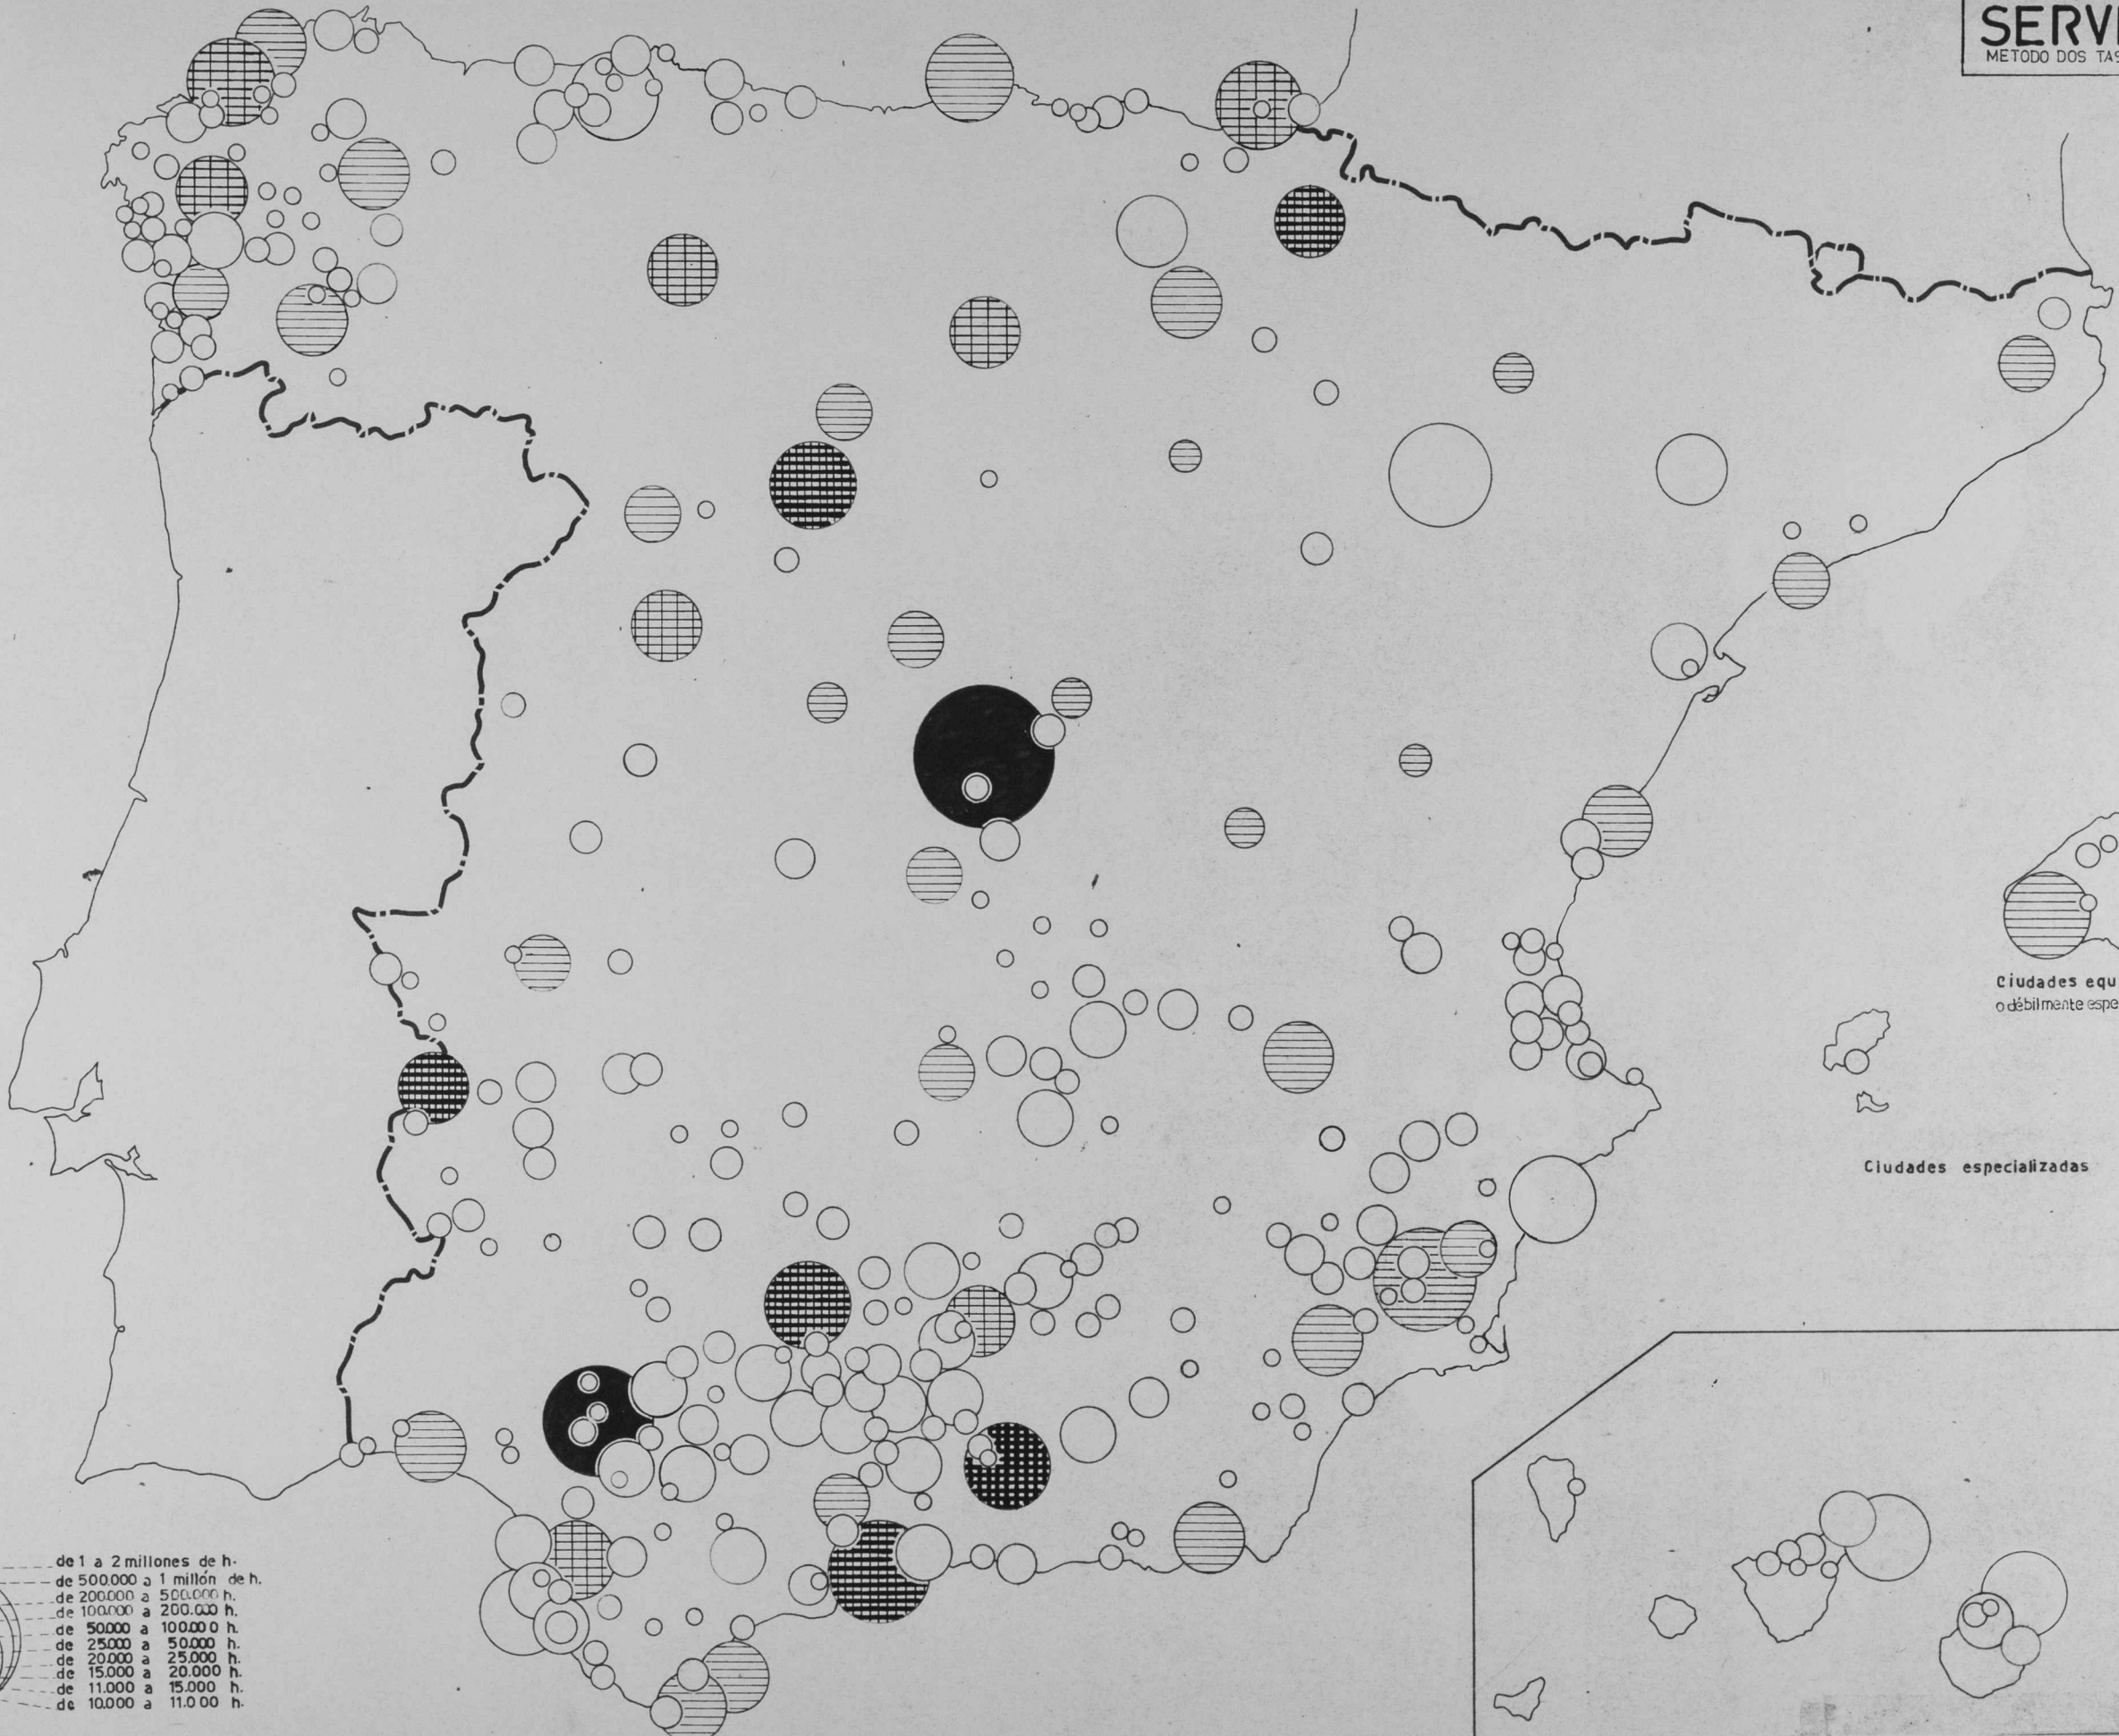 SERVI
METODO DOS TAS
Ciudades equ
o débilmente espe
Ciudades especializadas
de 1 a 2 millones de h.
de 500.000 a 1 millón de h.
de 200.000 a 500.000 h.
de 100.000 a 200.000 h.
de 50.000 a 100.000 h.
de 25.000 a 50.000 h.
de 20.000 a 25.000 h.
de 15.000 a 20.000 h.
de 11.000 a 15.000 h.
de 10.000 a 11.000 h.